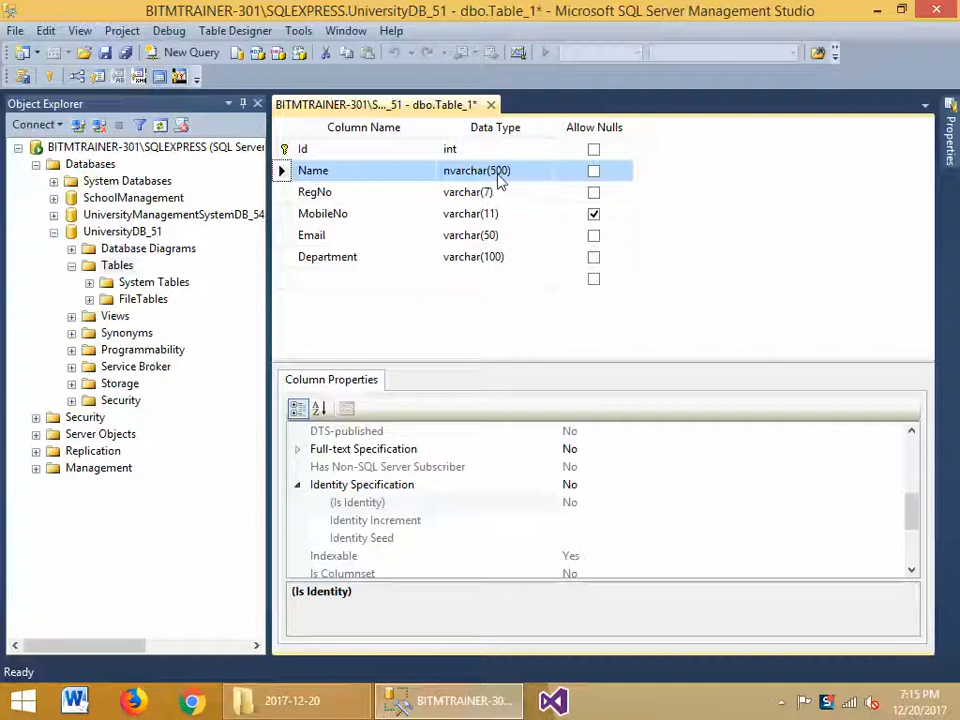 BITMTRAINER-301\SQLEXPRESS.UniversityDB_51 - dbo.Table_1* - Microsoft SQL Server Management Studio
File Edit View Project Debug Table Designer Tools Window Help
New Query
Object Explorer
Connect
BITMTRAINER-301\SQLEXPRESS (SQL Server
Databases
System Databases
SchoolManagement
UniversityManagementSystemDB_54
UniversityDB_51
Database Diagrams
Tables
System Tables
FileTables
Views
Synonyms
Programmability
Service Broker
Storage
Security
Security
Server Objects
Replication
Management
BITMTRAINER-301\S..._51 - dbo.Table_1*
Column Name Data Type Allow Nulls
Id int
Name nvarchar(500)
RegNo varchar(7)
MobileNo varchar(11)
Email varchar(50)
Department varchar(100)
Column Properties
DTS-published No
Full-text Specification No
Has Non-SQL Server Subscriber No
Identity Specification No
(Is Identity) No
Identity Increment
Identity Seed
Indexable Yes
Is Columnset No
(Is Identity)
Properties
Ready
2017-12-20
BITMTRAINER-30...
7:15 PM
12/20/2017